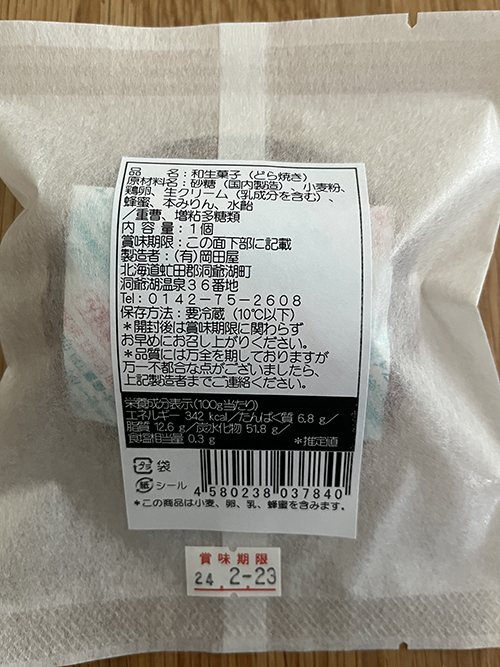 品　　名：和生菓子（どら焼き）
原材料名：砂糖（国内製造）、小麦粉、
鶏卵、生クリーム（乳成分を含む）、
蜂蜜、本みりん、水飴
／重曹、増粘多糖類
内 容 量：１個
賞味期限：この面下部に記載
製造者：(有)岡田屋
北海道虻田郡洞爺湖町
洞爺湖温泉３６番地
Tel：０１４２－７５－２６０８
保存方法：要冷蔵（10℃以下）
＊開封後は賞味期限に関わらず
お早めにお召し上がりください。
＊品質には万全を期しておりますが
万一不都合な点がございましたら、
上記製造者までご連絡ください。
栄養成分表示(100g当たり)
エネルギー 342 kcal／たんぱく質 6.8 g／
脂質 12.6 g／炭水化物 51.8 g／
食塩相当量 0.3 g　　＊推定値
プラ 袋
紙 シール
4 580238 037840
＊この商品は小麦、卵、乳、蜂蜜を含みます。
賞味期限
24. 2-23